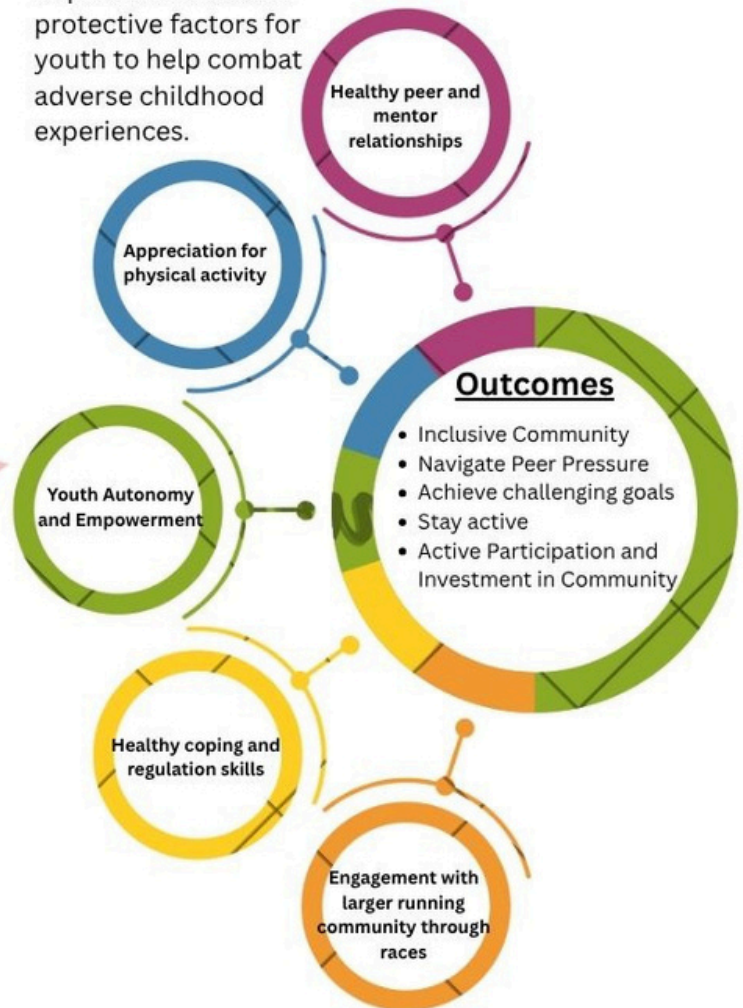 protective factors for
youth to help combat
adverse childhood
experiences.
Healthy peer and
mentor
relationships
Appreciation for
physical activity
Outcomes
• Inclusive Community
• Navigate Peer Pressure
• Achieve challenging goals
• Stay active
• Active Participation and
Investment in Community
Youth Autonomy
and Empowerment
Healthy coping and
regulation skills
Engagement with
larger running
community through
races